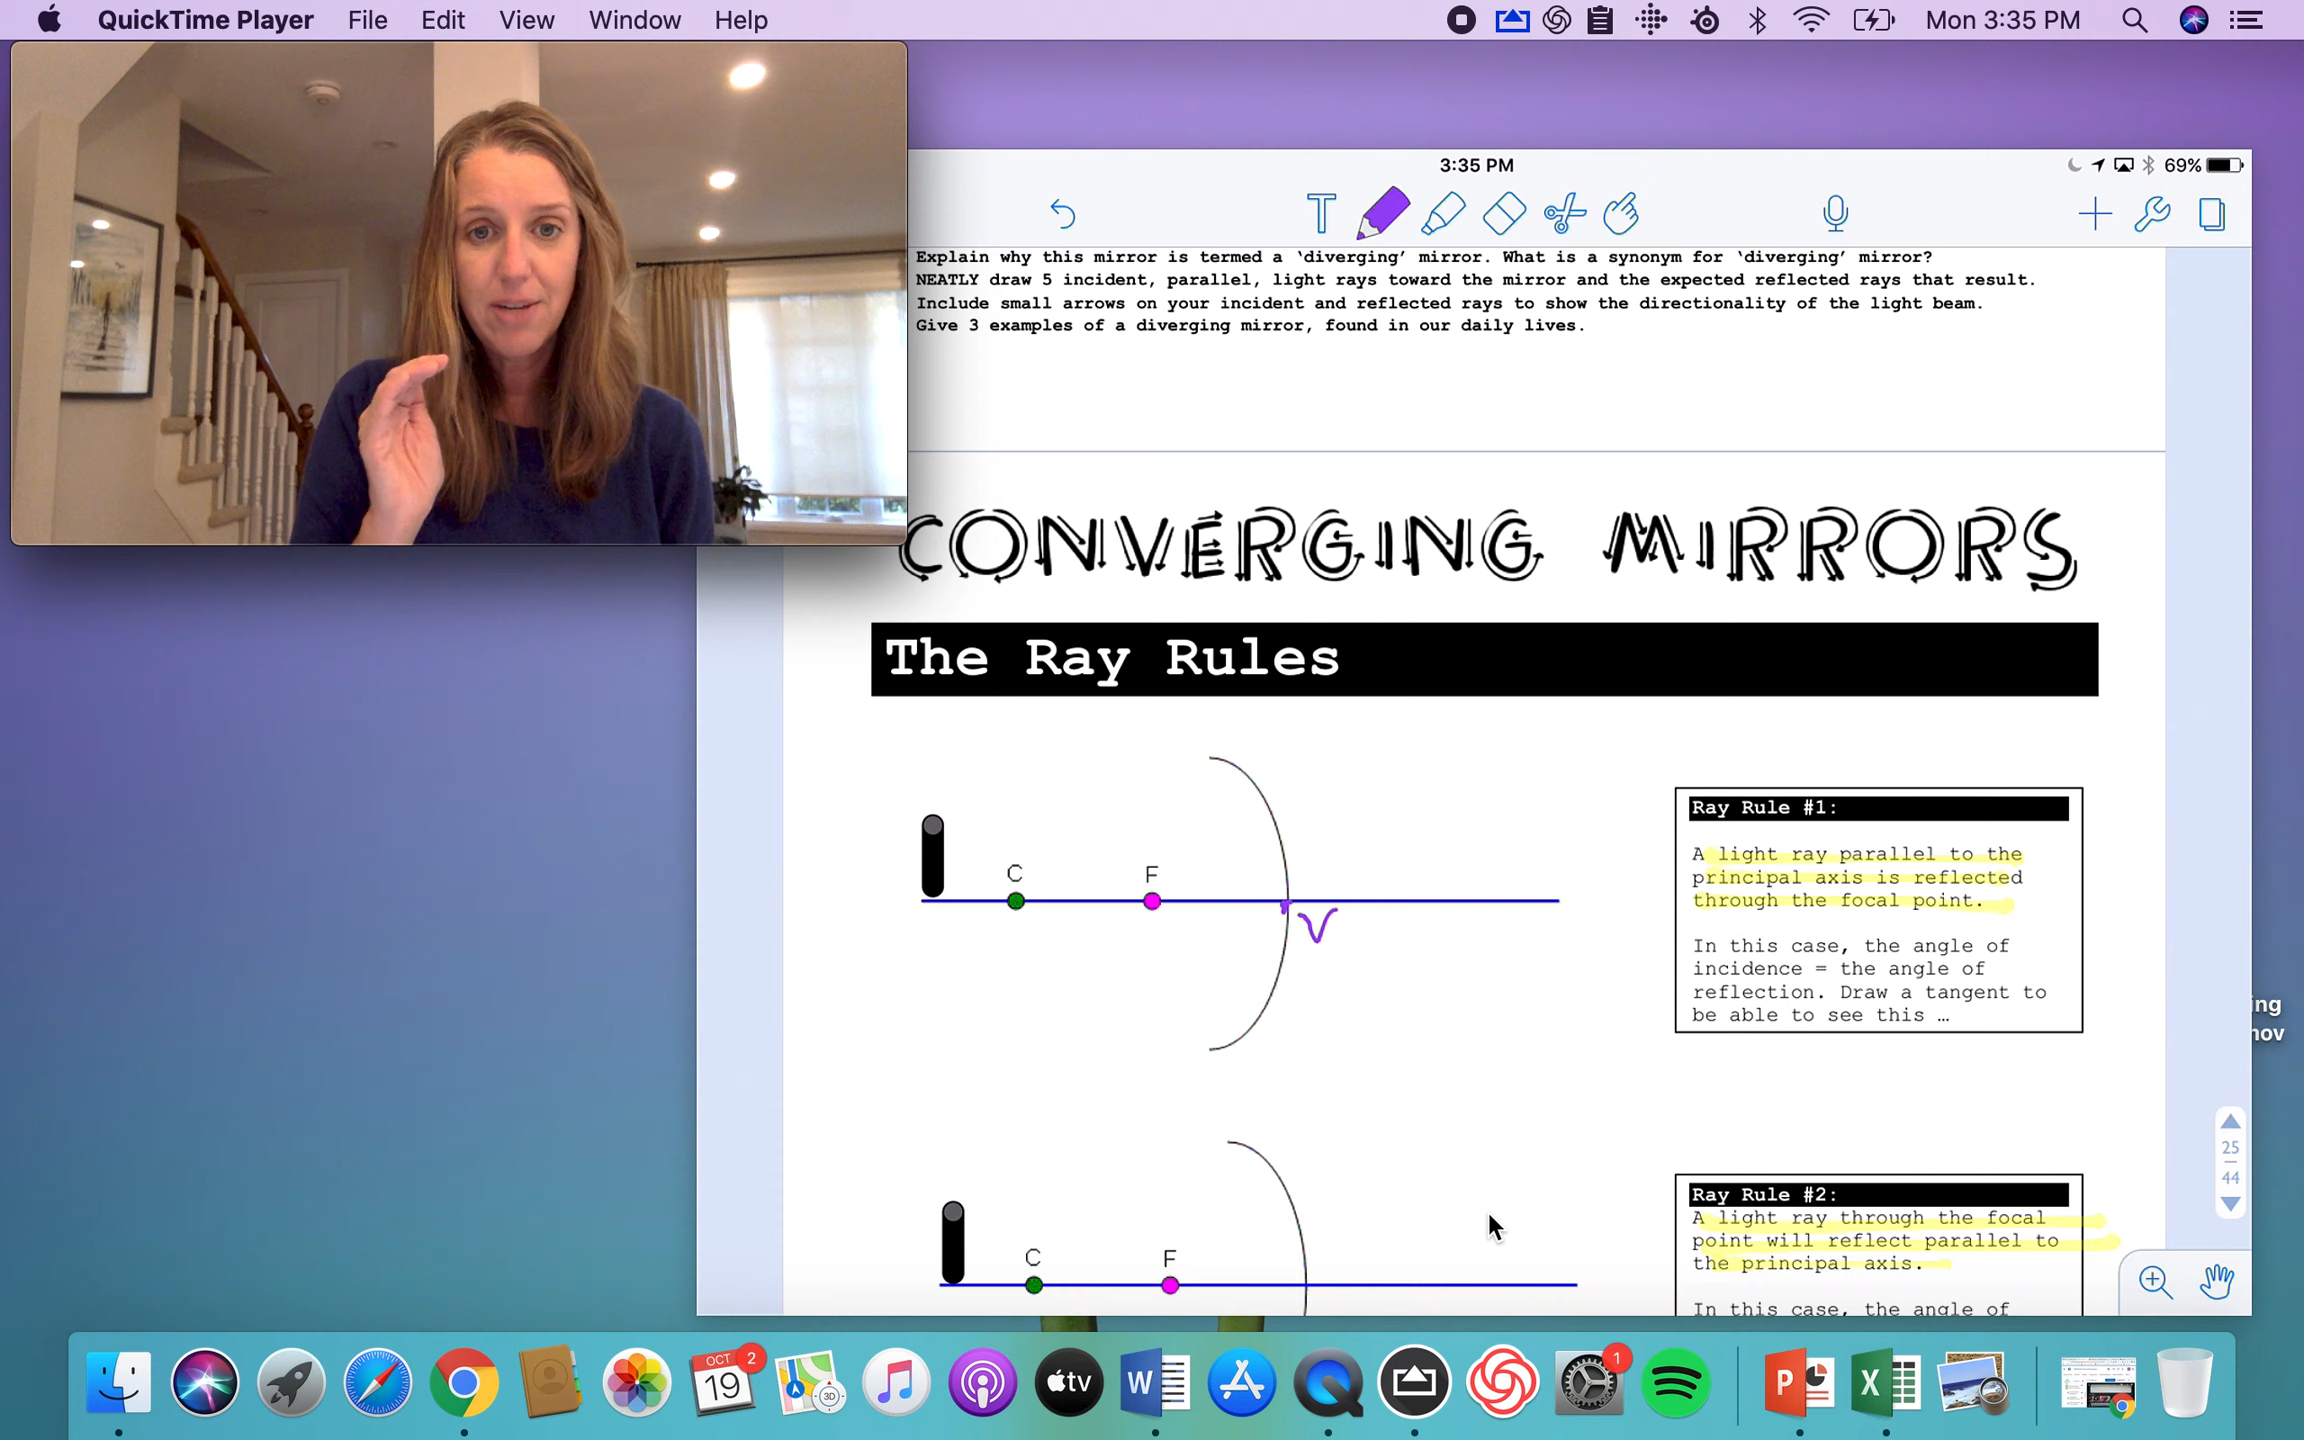 QuickTime Player File Edit View Window Help Mon 3:35 PM
3:35 PM 69%
T
Explain why this mirror is termed a ‘diverging’ mirror. What is a synonym for ‘diverging’ mirror?
NEATLY draw 5 incident, parallel, light rays toward the mirror and the expected reflected rays that result.
Include small arrows on your incident and reflected rays to show the directionality of the light beam.
Give 3 examples of a diverging mirror, found in our daily lives.
CONVERGING MIRRORS
The Ray Rules
C F
V
Ray Rule #1:
A light ray parallel to the
principal axis is reflected
through the focal point.
In this case, the angle of
incidence = the angle of
reflection. Draw a tangent to
be able to see this …
ing
nov
25
44
C F
Ray Rule #2:
A light ray through the focal
point will reflect parallel to
the principal axis.
In this case, the angle of
OCT 2
19
3D
tv
W
1
P
X